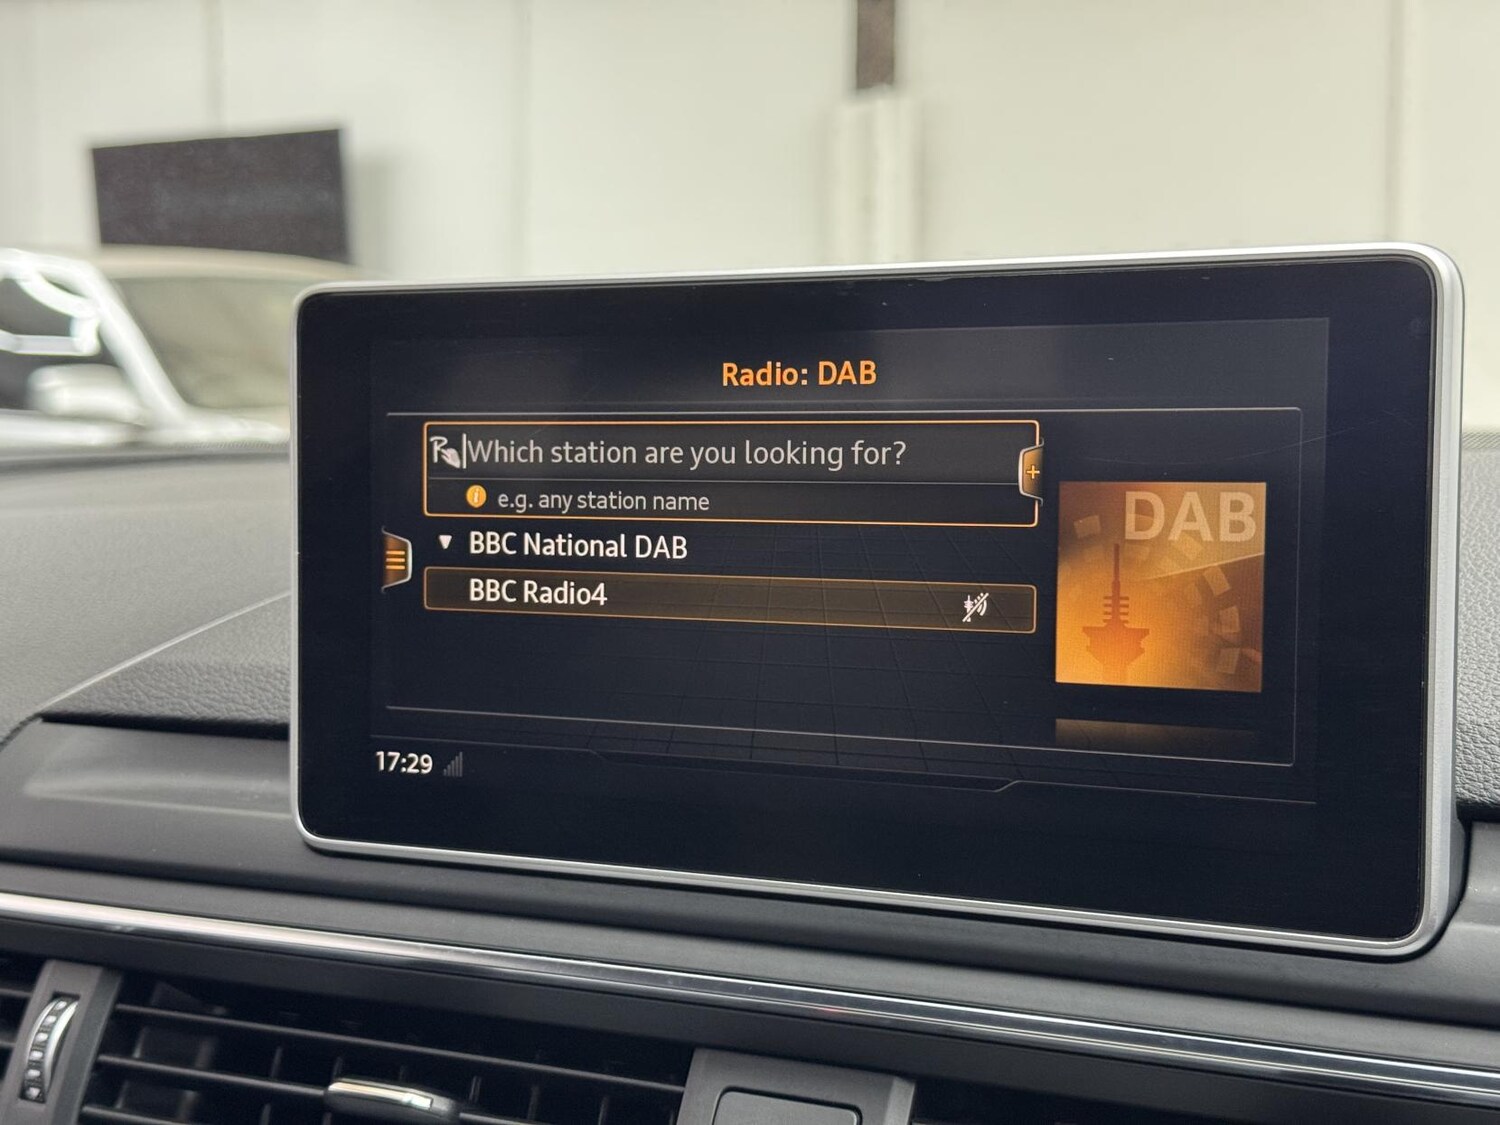 Radio: DAB
Which station are you looking for?
e.g. any station name
BBC National DAB
BBC Radio4
DAB
17:29